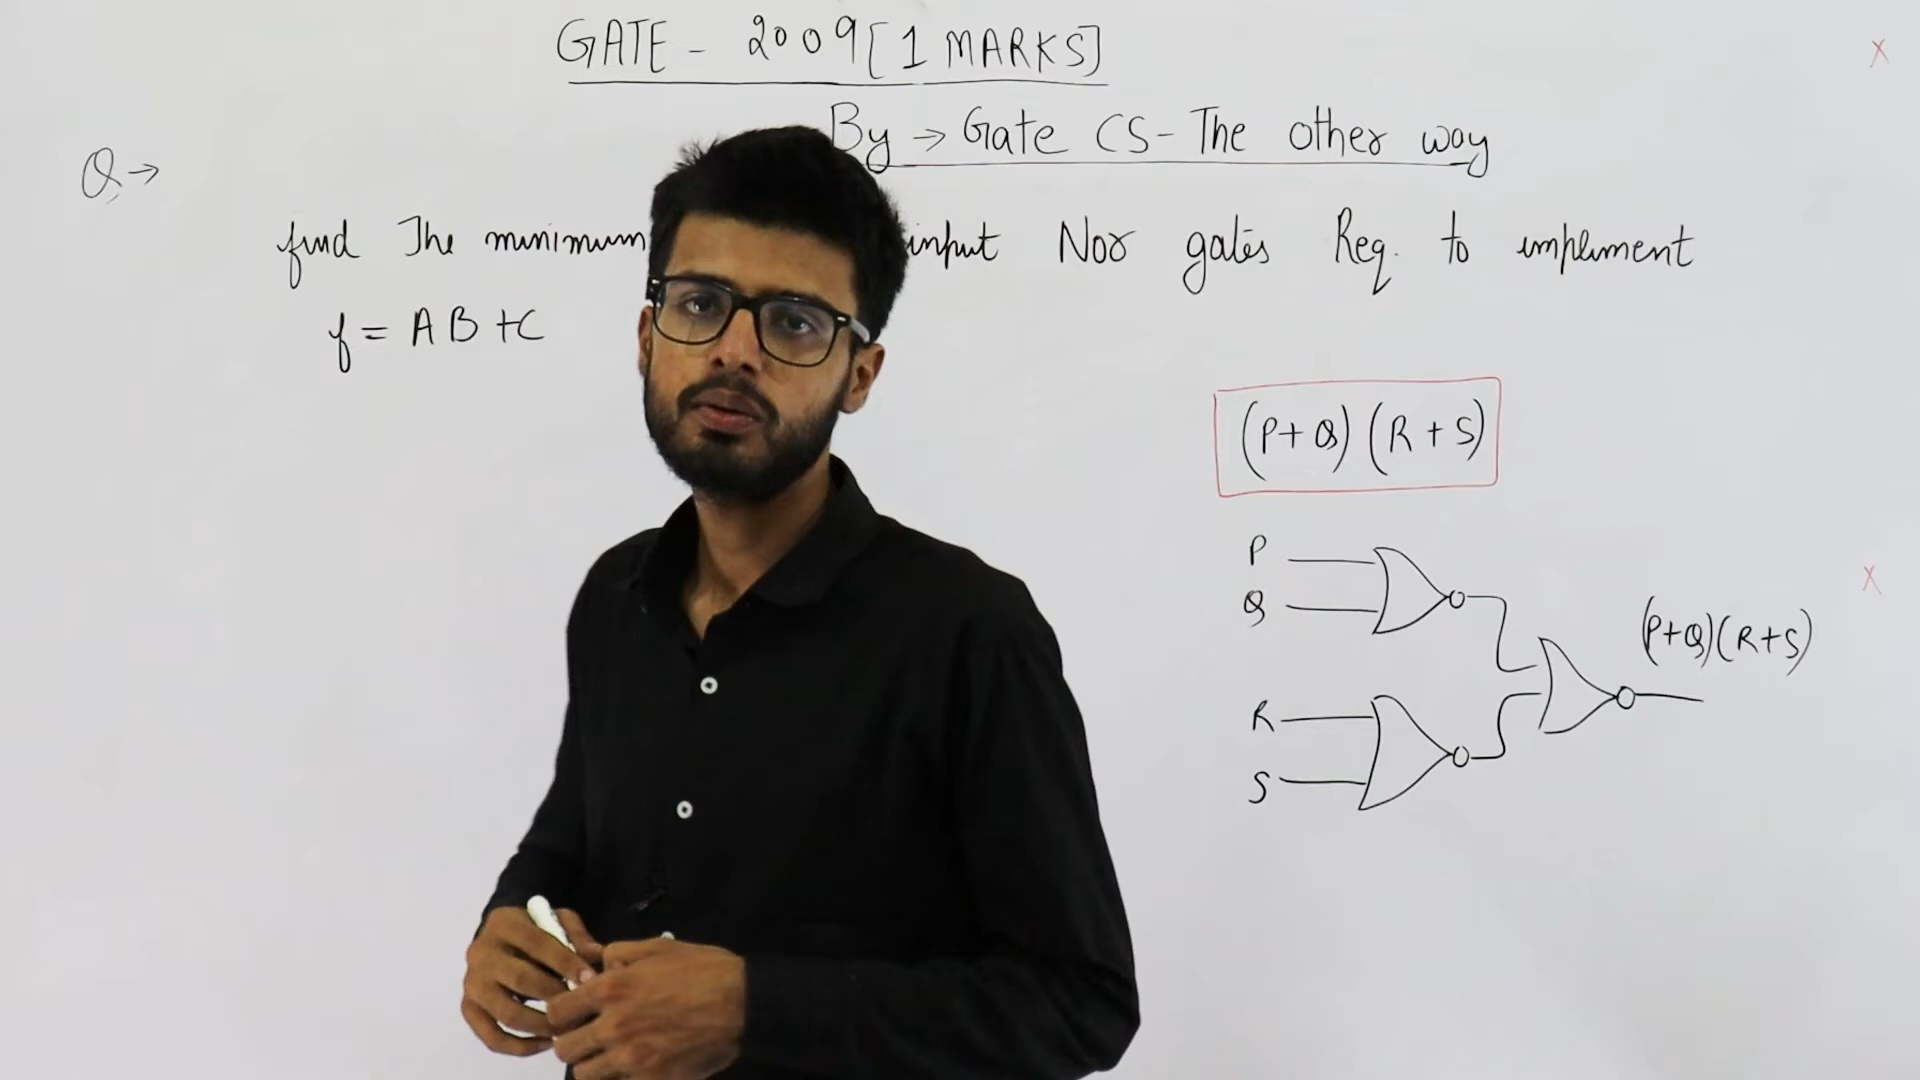 GATE - 2009 [1 MARKS]
By → Gate CS - The other way
Q →
find The minimum input Nor gates Req. to implement
f = AB + C
(P+Q) (R+S)
P
Q
(P+Q)(R+S)
R
S